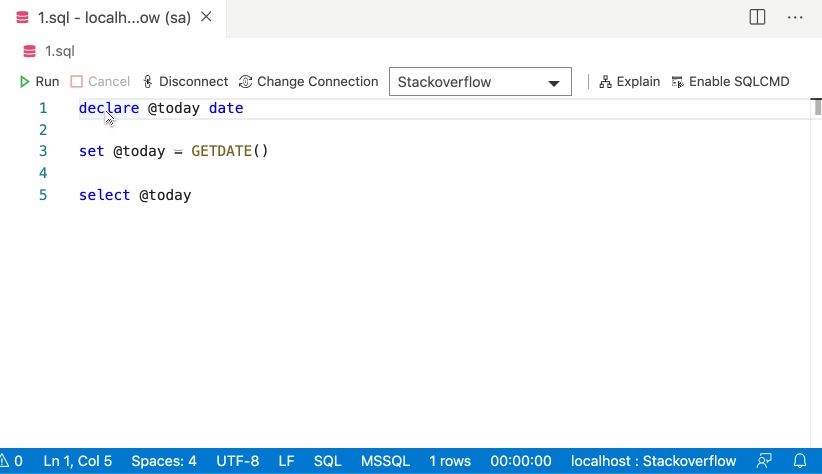 1.sql - localh...ow (sa)
1.sql
Run Cancel Disconnect Change Connection Stackoverflow Explain Enable SQLCMD
1 declare @today date
2
3 set @today = GETDATE()
4
5 select @today
0 Ln 1, Col 5 Spaces: 4 UTF-8 LF SQL MSSQL 1 rows 00:00:00 localhost : Stackoverflow